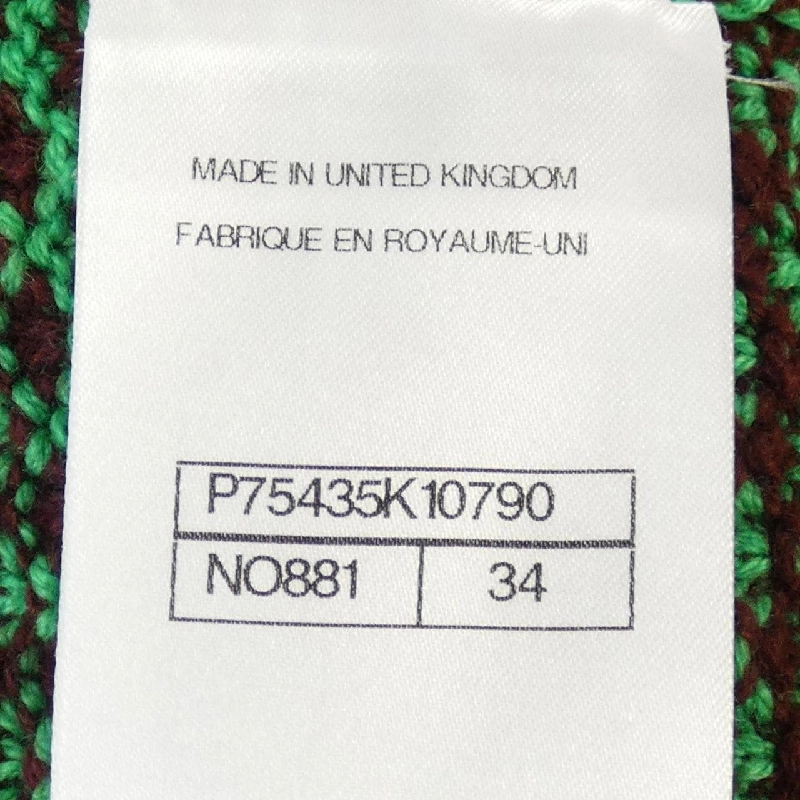 MADE IN UNITED KINGDOM
FABRIQUE EN ROYAUME-UNI
P75435K10790
NO881 34